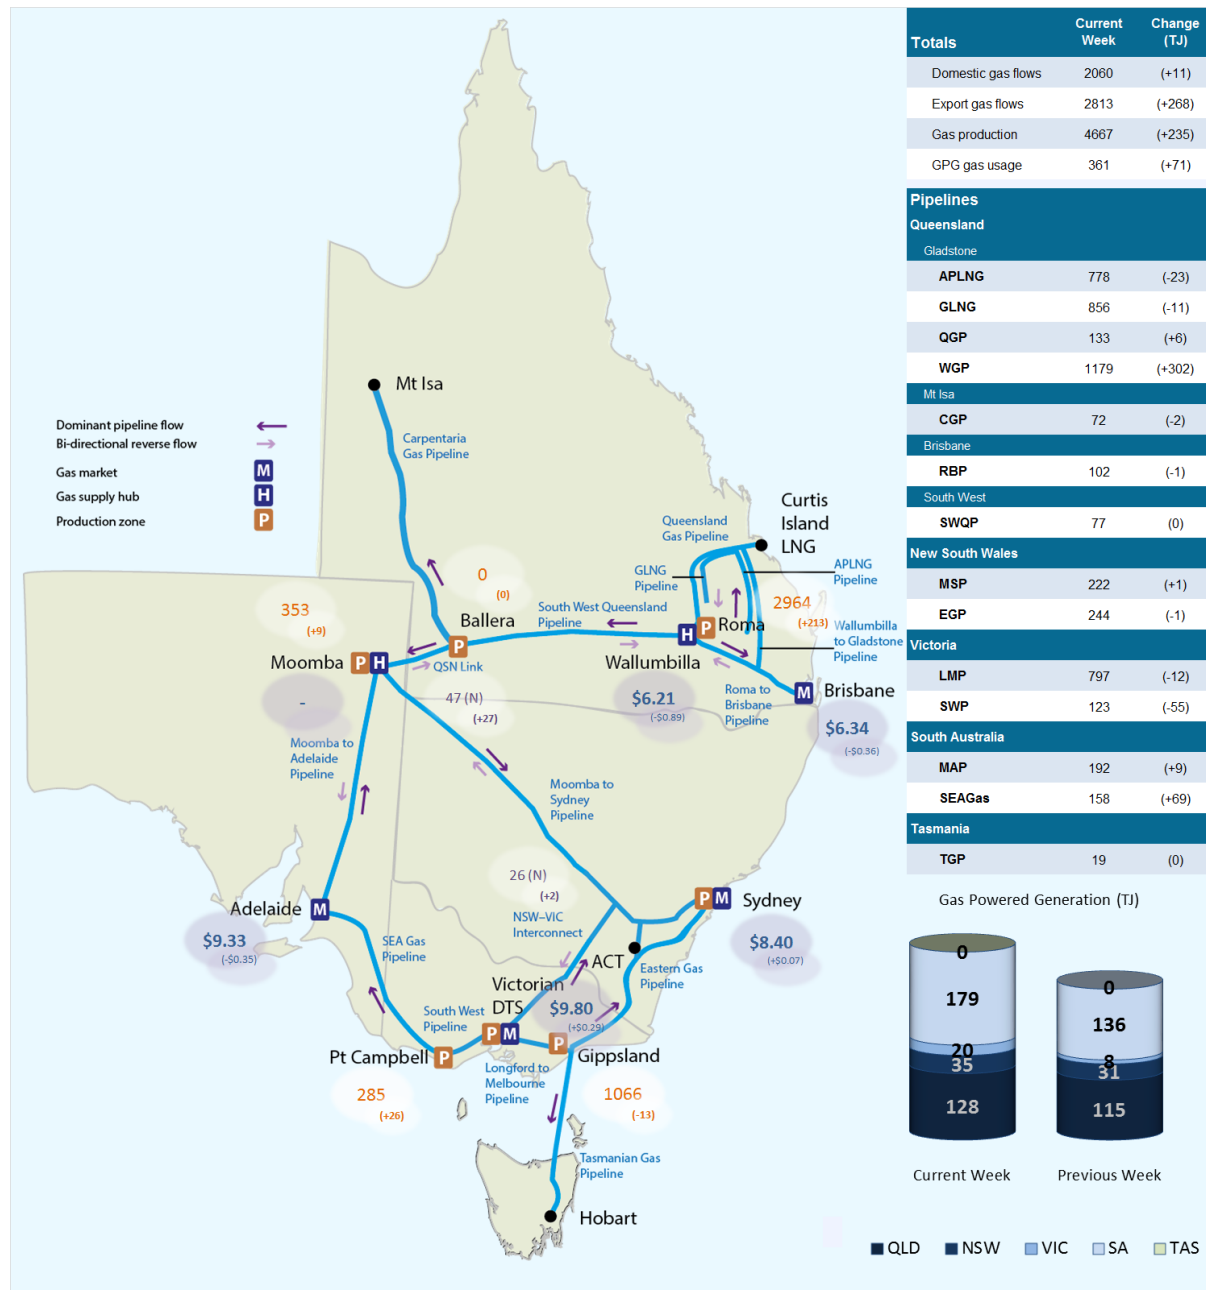 Totals Current Week Change (TJ)
Domestic gas flows 2060 (+11)
Export gas flows 2813 (+268)
Gas production 4667 (+235)
GPG gas usage 361 (+71)
Pipelines
Queensland
Gladstone
APLNG 778 (-23)
GLNG 856 (-11)
QGP 133 (+6)
WGP 1179 (+302)
Mt Isa
CGP 72 (-2)
Brisbane
RBP 102 (-1)
South West
SWQP 77 (0)
New South Wales
MSP 222 (+1)
EGP 244 (-1)
Victoria
LMP 797 (-12)
SWP 123 (-55)
South Australia
MAP 192 (+9)
SEAGas 158 (+69)
Tasmania
TGP 19 (0)
Gas Powered Generation (TJ)
0
179
20
35
128
Current Week
0
136
8
31
115
Previous Week
QLD NSW VIC SA TAS
Dominant pipeline flow
Bi-directional reverse flow
Gas market M
Gas supply hub H
Production zone P
Mt Isa
Carpentaria
Gas Pipeline
Curtis
Island
LNG
Queensland
Gas Pipeline
GLNG
Pipeline
APLNG
Pipeline
2964
(+213)
Wallumbilla
to Gladstone
Pipeline
0
(0)
Ballera
P
South West Queensland
Pipeline
H P Roma
Wallumbilla
$6.21
(-$0.89)
Roma to
Brisbane
Pipeline
M Brisbane
$6.34
(-$0.36)
353
(+9)
Moomba P H
QSN Link
-
47 (N)
(+27)
Moomba to
Adelaide
Pipeline
Moomba to
Sydney
Pipeline
26 (N)
(+2)
NSW–VIC
Interconnect
P M Sydney
$8.40
(+$0.07)
Adelaide M
$9.33
(-$0.35)
SEA Gas
Pipeline
ACT
Eastern Gas
Pipeline
Victorian
DTS
$9.80
(+$0.29)
South West
Pipeline
P M
P
Pt Campbell P
285
(+26)
Gippsland
1066
(-13)
Longford to
Melbourne
Pipeline
Tasmanian Gas
Pipeline
Hobart